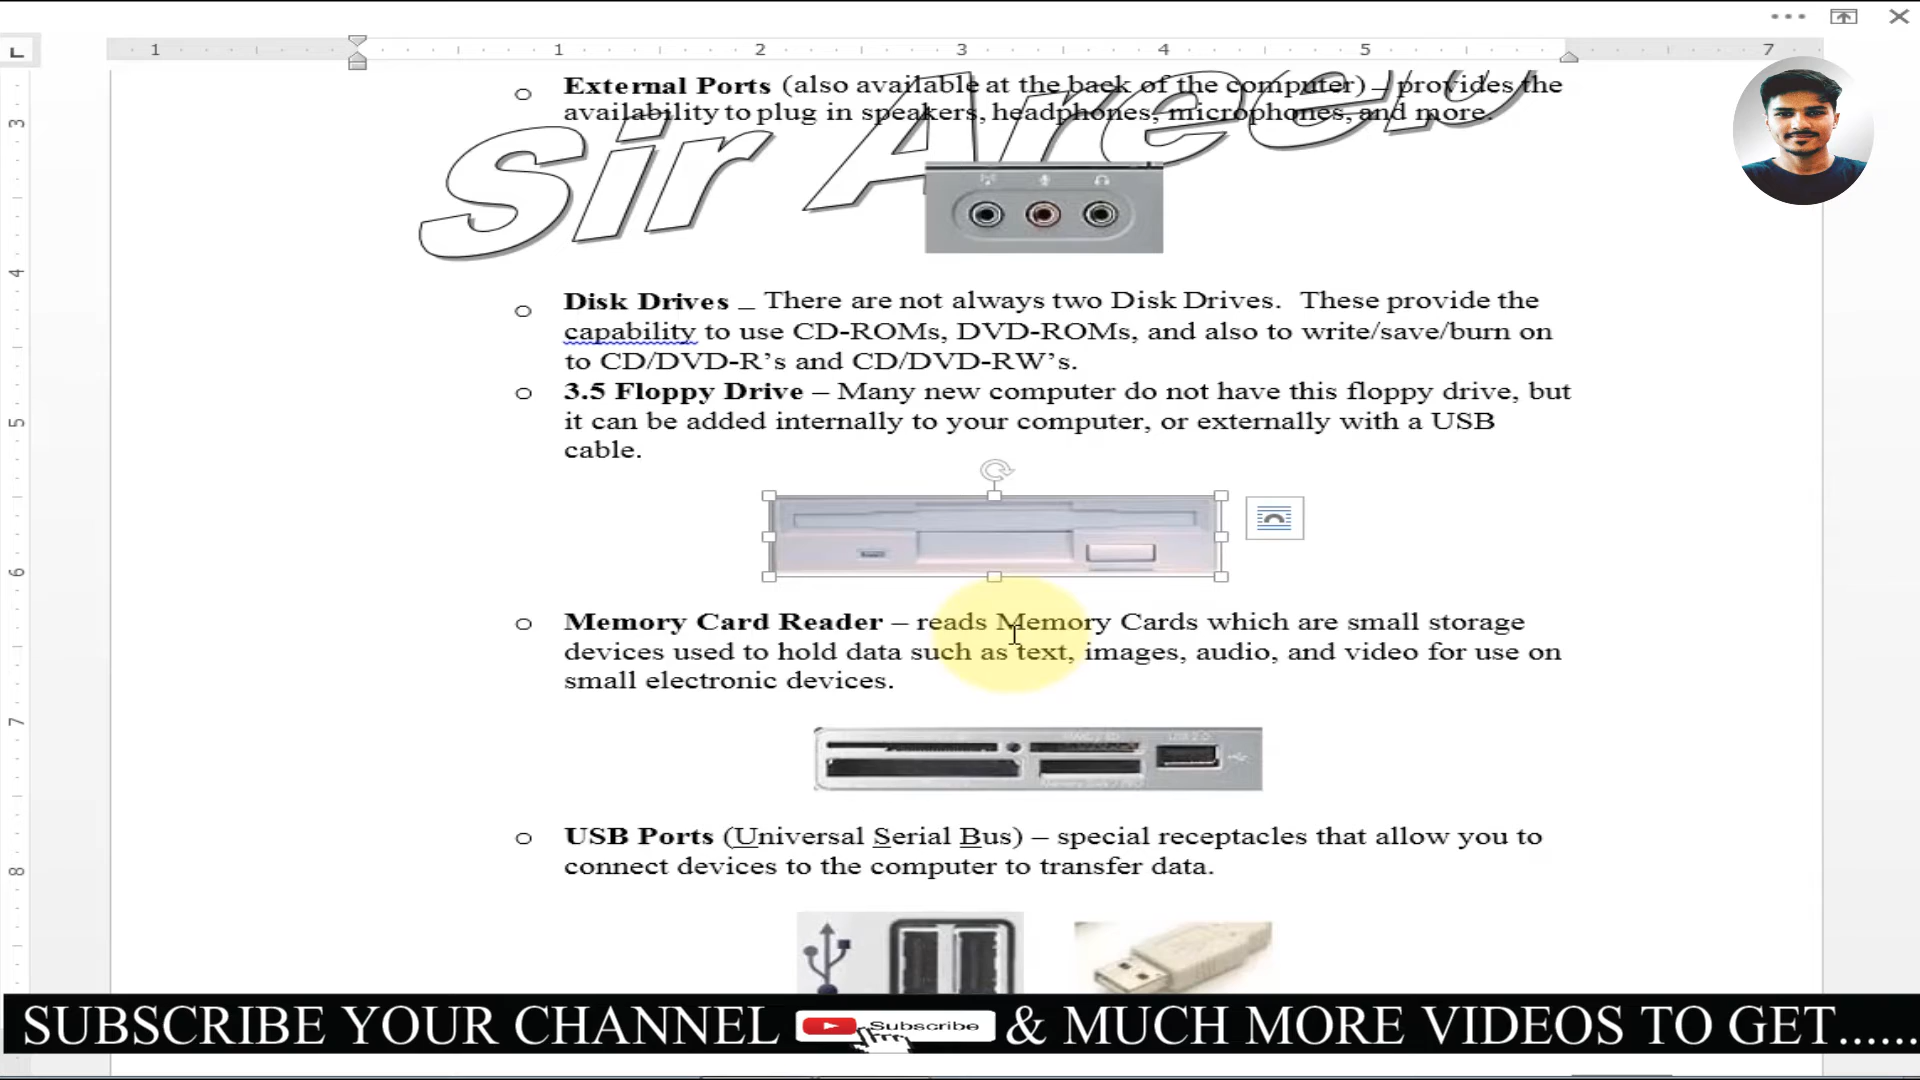 1 1 2 3 4 5 7
External Ports (also available at the back of the computer) – provides the
availability to plug in speakers, headphones, microphones, and more.
Sir Areeb
Disk Drives – There are not always two Disk Drives. These provide the
capability to use CD-ROMs, DVD-ROMs, and also to write/save/burn on
to CD/DVD-R’s and CD/DVD-RW’s.
3.5 Floppy Drive – Many new computer do not have this floppy drive, but
it can be added internally to your computer, or externally with a USB
cable.
Memory Card Reader – reads Memory Cards which are small storage
devices used to hold data such as text, images, audio, and video for use on
small electronic devices.
USB 2.0
USB Ports (Universal Serial Bus) – special receptacles that allow you to
connect devices to the computer to transfer data.
3
4
5
6
7
8
SUBSCRIBE YOUR CHANNEL Subscribe & MUCH MORE VIDEOS TO GET......